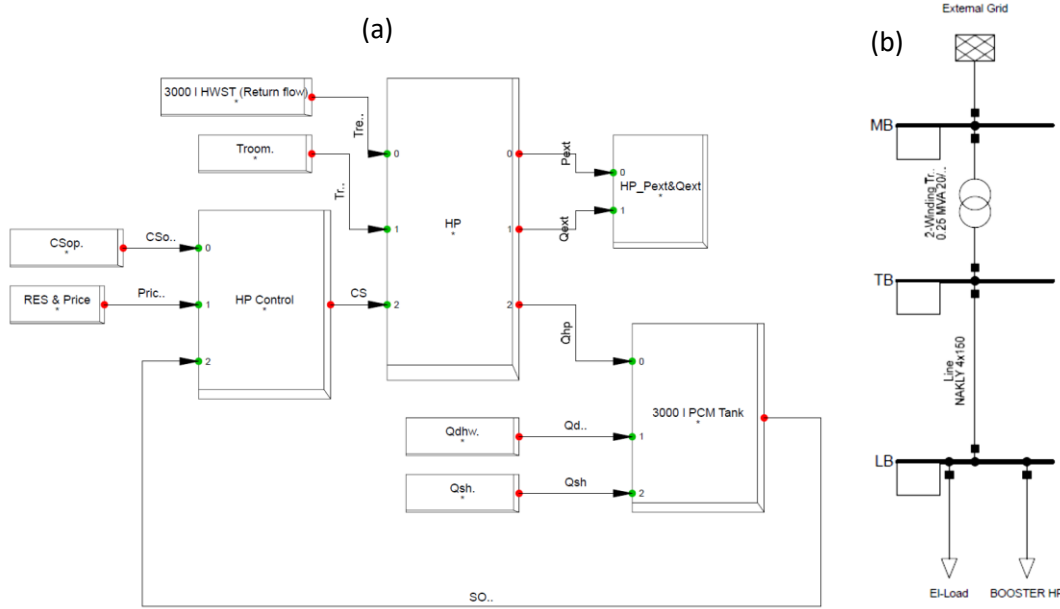 (a)
3000 l HWST (Return flow)
*
Tre..
Troom.
*
Tr..
CSop.
*
CSo..
RES & Price
*
Pric..
0
1
2
HP Control
*
CS
0
1
2
HP
*
0
1
2
Pext
Qext
0
1
HP_Pext&Qext
*
Qhp
Qdhw.
*
Qd..
Qsh.
*
Qsh
0
1
2
3000 l PCM Tank
*
SO..
(b)
External Grid
MB
2-Winding Tr..
0.25 MVA 20/..
TB
Line
NAKLY 4x150
LB
El-Load
BOOSTER HP